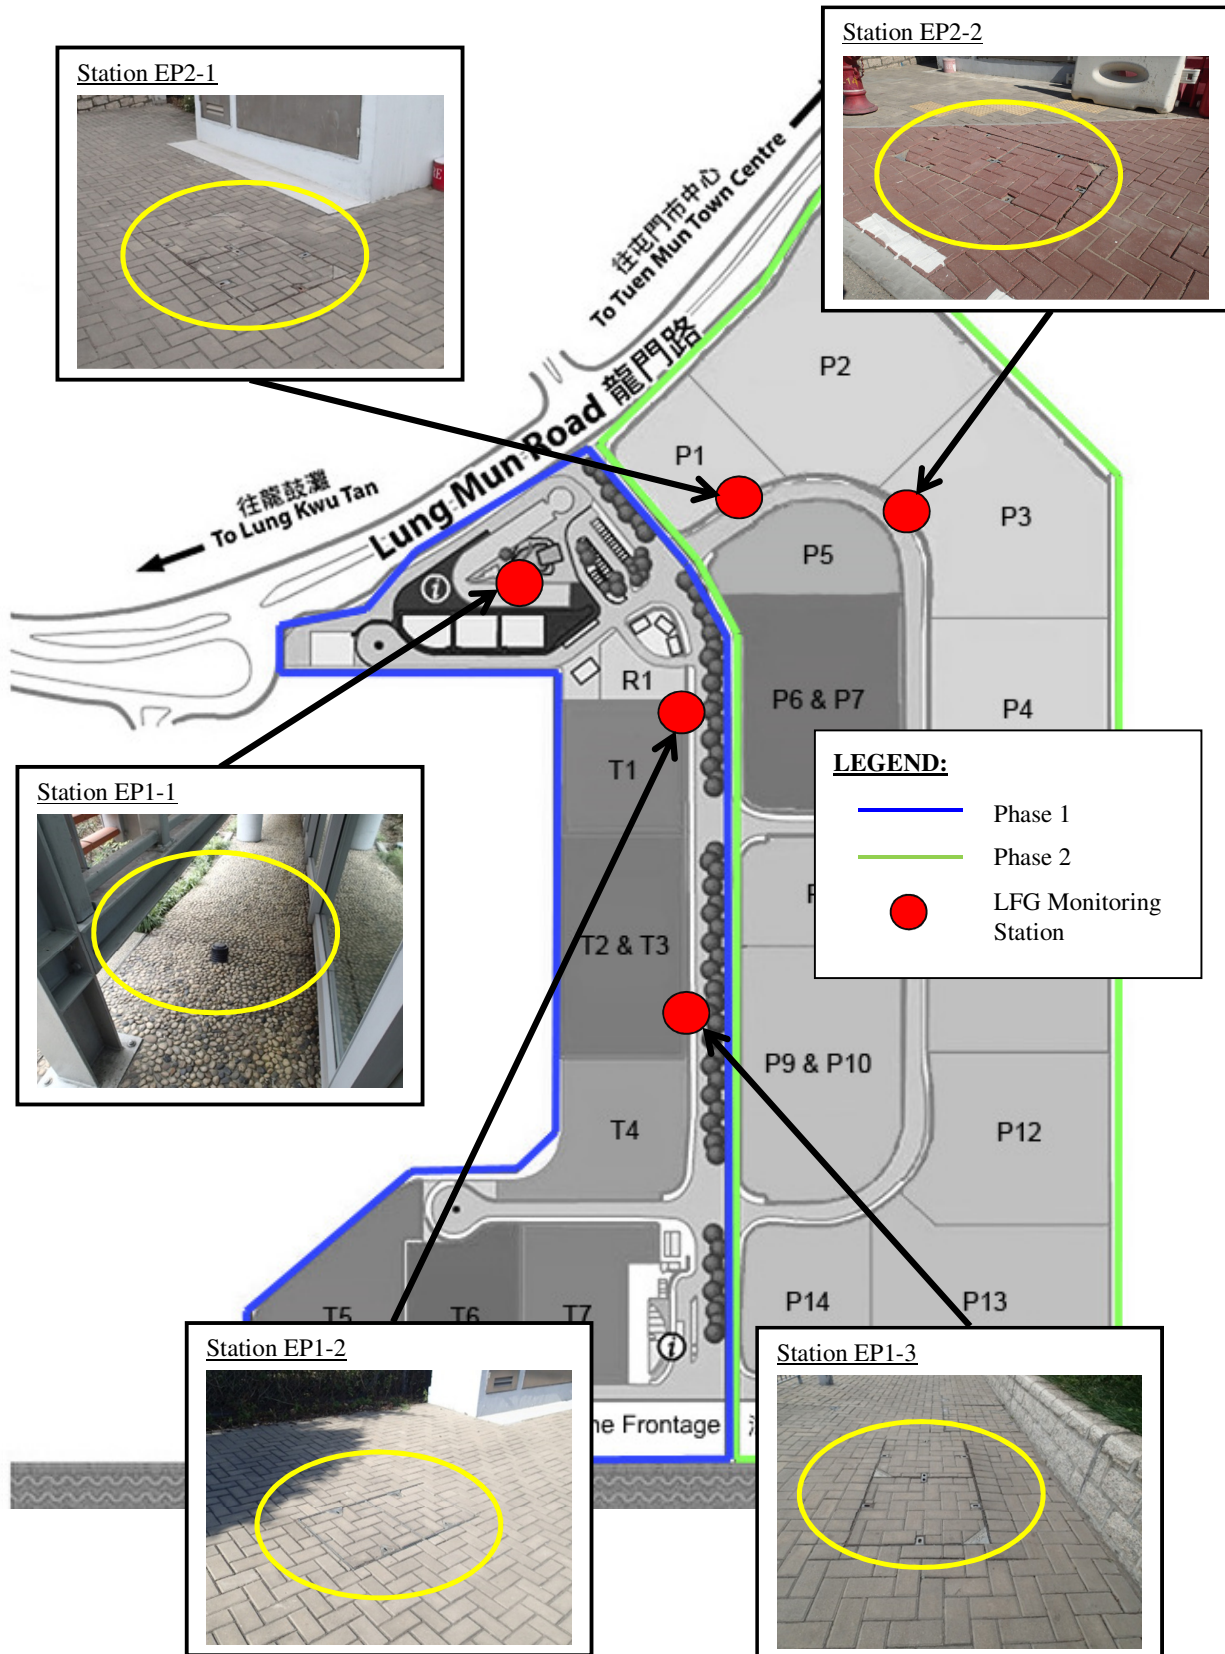 Station EP2-1
Station EP2-2
往屯門市中心
To Tuen Mun Town Centre
Lung Mun Road 龍門路
往龍鼓灘
To Lung Kwu Tan
P2
P1
P3
P5
i
R1
P6 & P7
P4
T1
LEGEND:
Phase 1
Phase 2
LFG Monitoring
Station
Station EP1-1
T2 & T3
P9 & P10
T4
P12
T5
T6
T7
P14
P13
i
Station EP1-2
Station EP1-3
ne Frontage